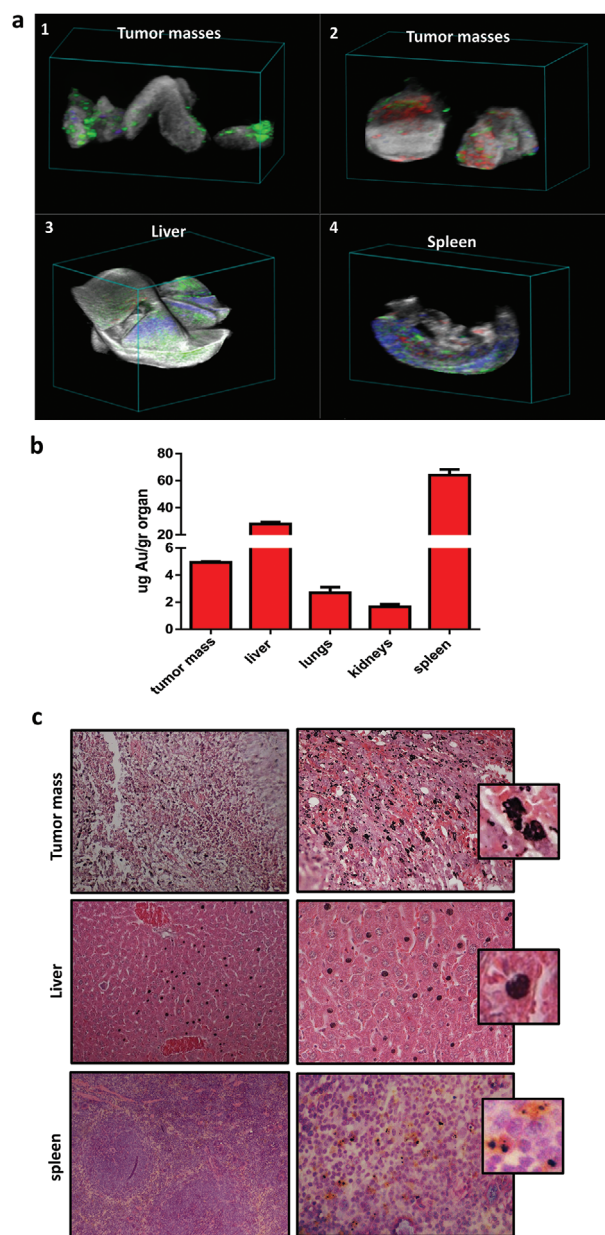 a
1
Tumor masses
2
Tumor masses
3
Liver
4
Spleen
b
ug Au/gr organ
80
60
40
20
6
4
2
0
tumor mass
liver
lungs
kidneys
spleen
c
Tumor mass
Liver
spleen